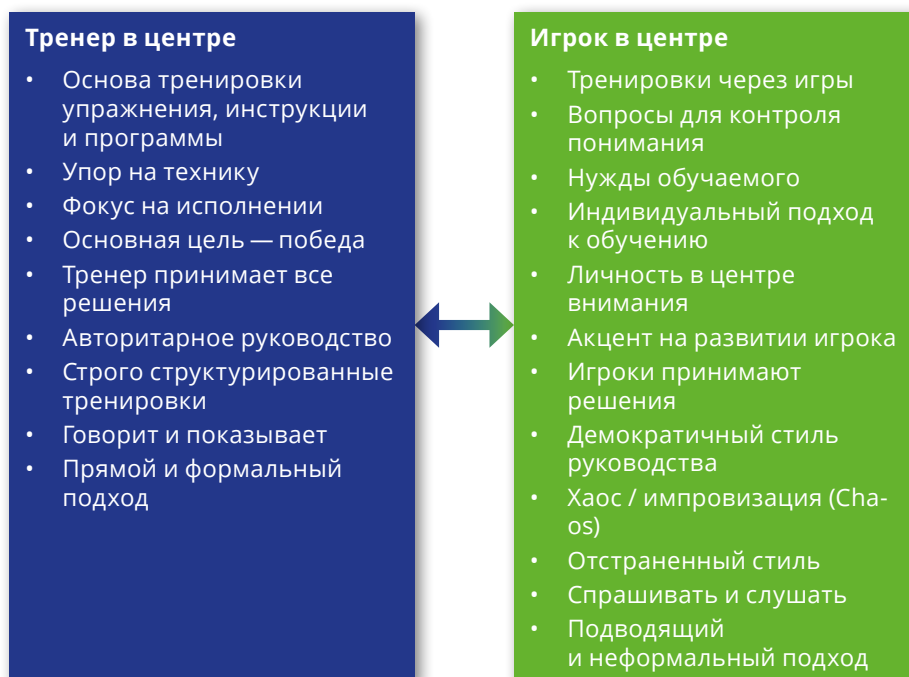 Тренер в центре
• Основа тренировки
упражнения, инструкции
и программы
• Упор на технику
• Фокус на исполнении
• Основная цель — победа
• Тренер принимает все
решения
• Авторитарное руководство
• Строго структурированные
тренировки
• Говорит и показывает
• Прямой и формальный
подход
Игрок в центре
• Тренировки через игры
• Вопросы для контроля
понимания
• Нужды обучаемого
• Индивидуальный подход
к обучению
• Личность в центре
внимания
• Акцент на развитии игрока
• Игроки принимают
решения
• Демократичный стиль
руководства
• Хаос / импровизация (Cha-
os)
• Отстраненный стиль
• Спрашивать и слушать
• Подводящий
и неформальный подход